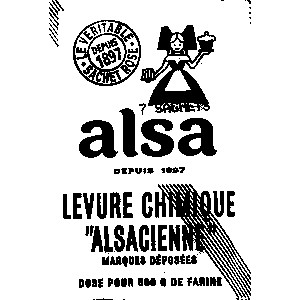 LE VERITABLE
DEPUIS
1897
SACHET ROSE
7 SACHETS
alsa
DEPUIS 1897
LEVURE CHIMIQUE
"ALSACIENNE"
MARQUES DÉPOSÉES
DOSE POUR 500 G DE FARINE